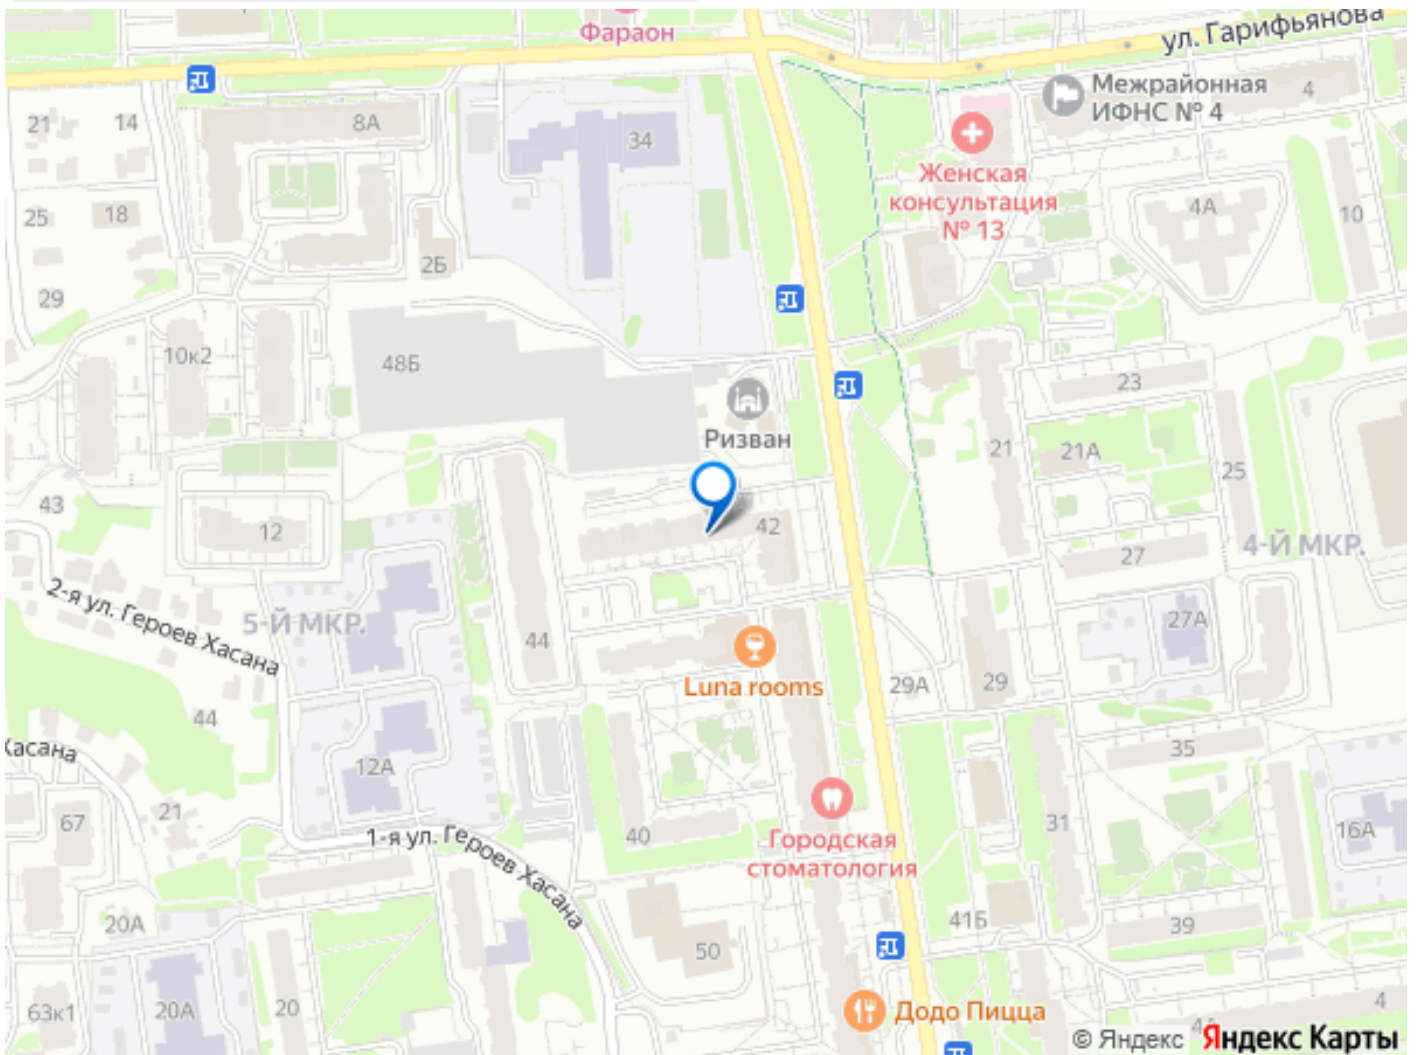 Фараон
ул. Гарифьянова
Межрайонная
ИФНС № 4
4
21
14
8А
34
Женская
консультация
№ 13
25
18
4А
10
2Б
29
10к2
48Б
23
Ризван
21
21А
25
43
12
42
27
4-Й МКР.
2-я ул. Героев Хасана
5-Й МКР.
44
27А
Luna rooms
29А
29
44
35
Хасана
12А
21
67
1-я ул. Героев Хасана
40
Городская
стоматология
31
16А
20А
41Б
39
50
63к1
20А
20
Додо Пицца
4
4А
© Яндекс Яндекс Карты